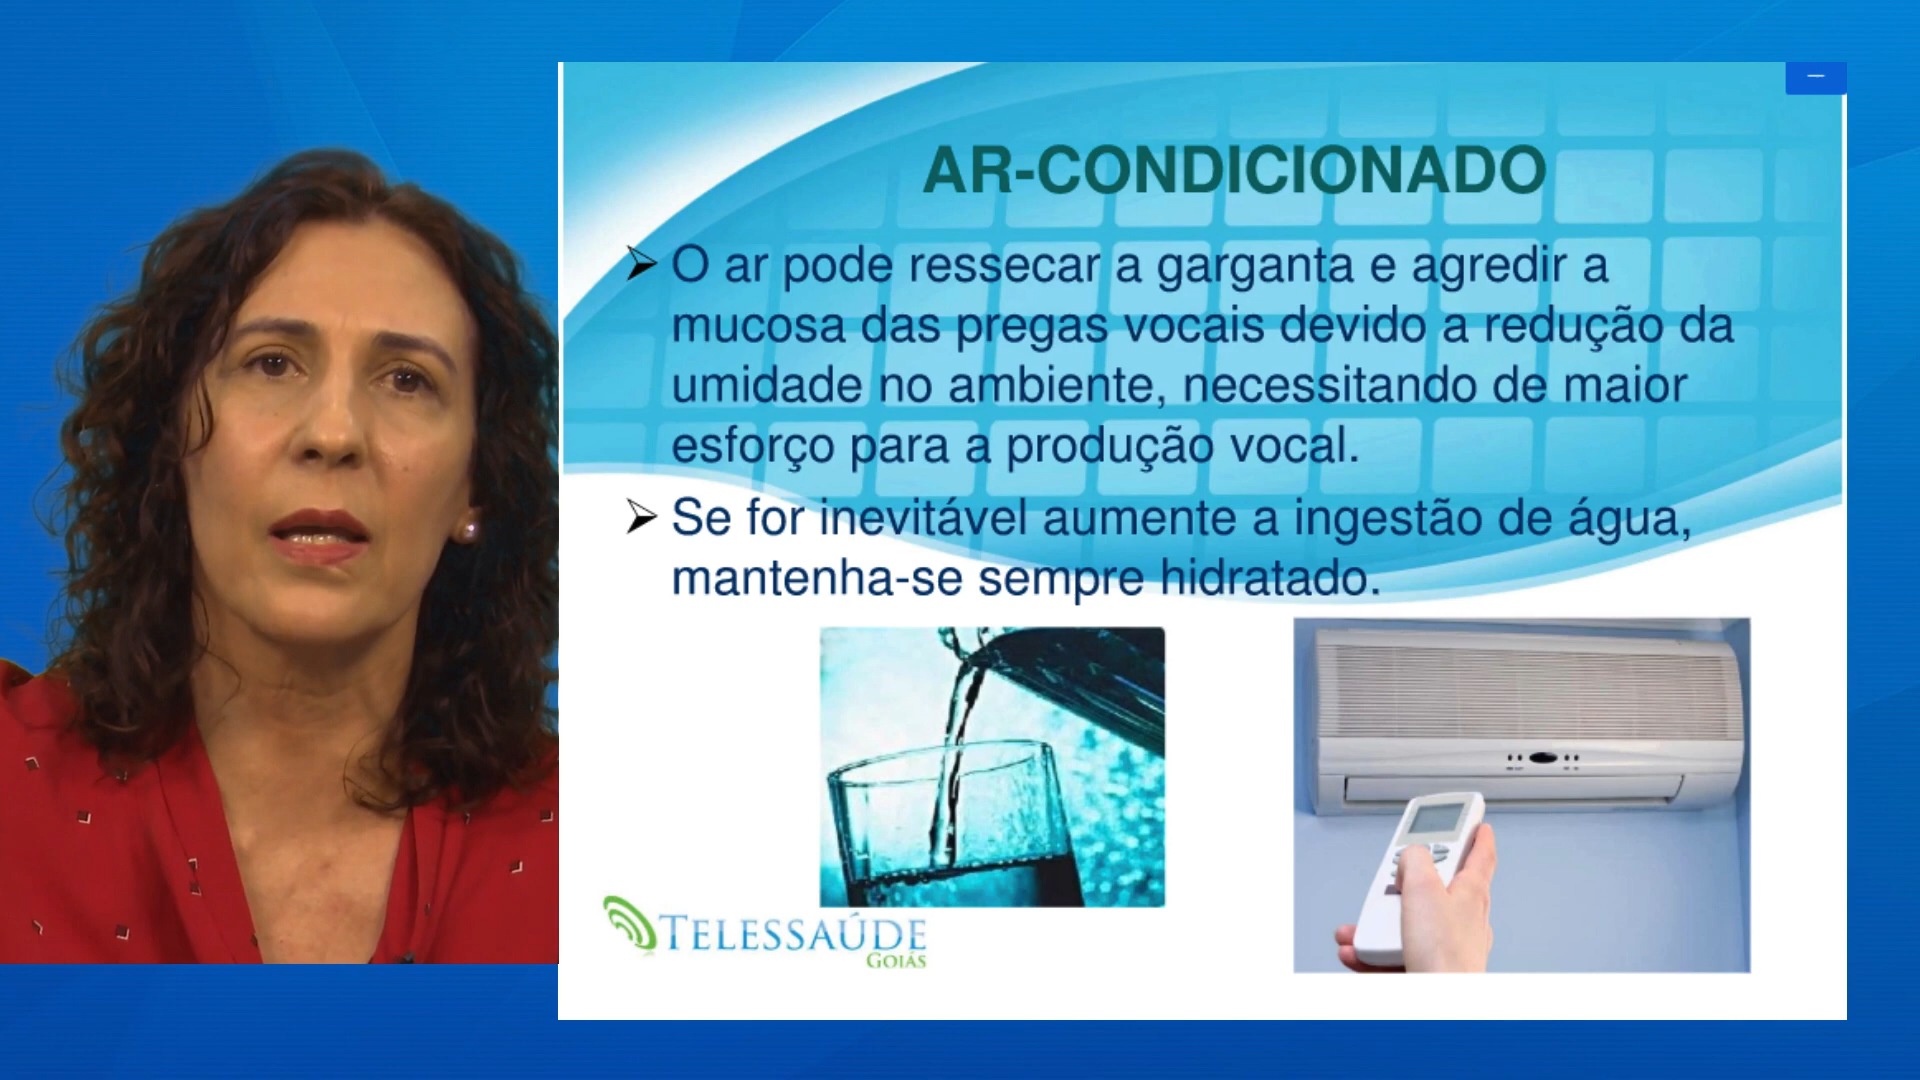 AR-CONDICIONADO
➢ O ar pode ressecar a garganta e agredir a
mucosa das pregas vocais devido a redução da
umidade no ambiente, necessitando de maior
esforço para a produção vocal.
➢ Se for inevitável aumente a ingestão de água,
mantenha-se sempre hidratado.
TELESSAÚDE
GOIÁS